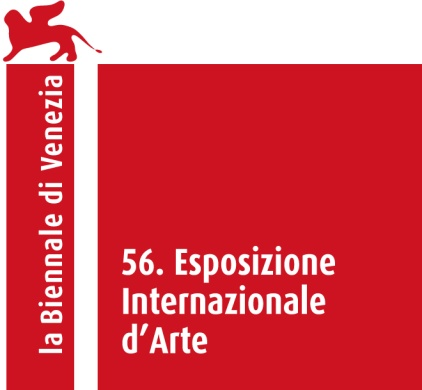 la Biennale di Venezia
56. Esposizione
Internazionale
d’Arte